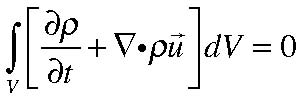 ∫_V [ ∂ρ/∂t + ∇•ρu⃗ ] dV = 0